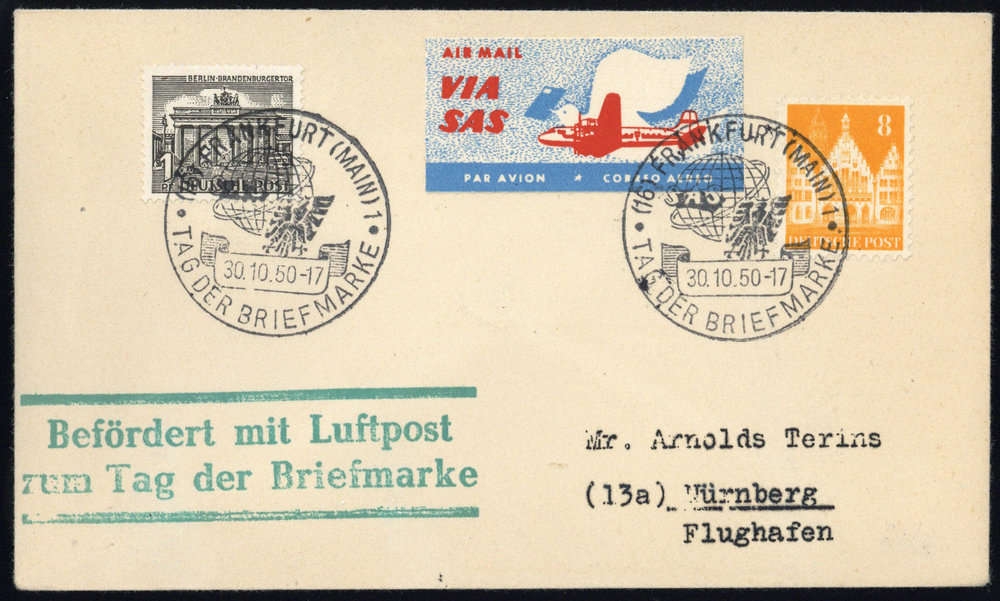 BERLIN-BRANDENBURGERTOR
1
PF
DEUTSCHE POST
AIR MAIL
VIA
SAS
PAR AVION ★ CORREO AEREO
8
DEUTSCHE POST
(16) FRANKFURT (MAIN) 1
30.10.50-17
• TAG DER BRIEFMARKE •
(16) FRANKFURT (MAIN) 1
SAS
30.10.50-17
• TAG DER BRIEFMARKE •
Befördert mit Luftpost
zum Tag der Briefmarke
Mr. Arnolds Terins
(13a) Nürnberg
Flughafen